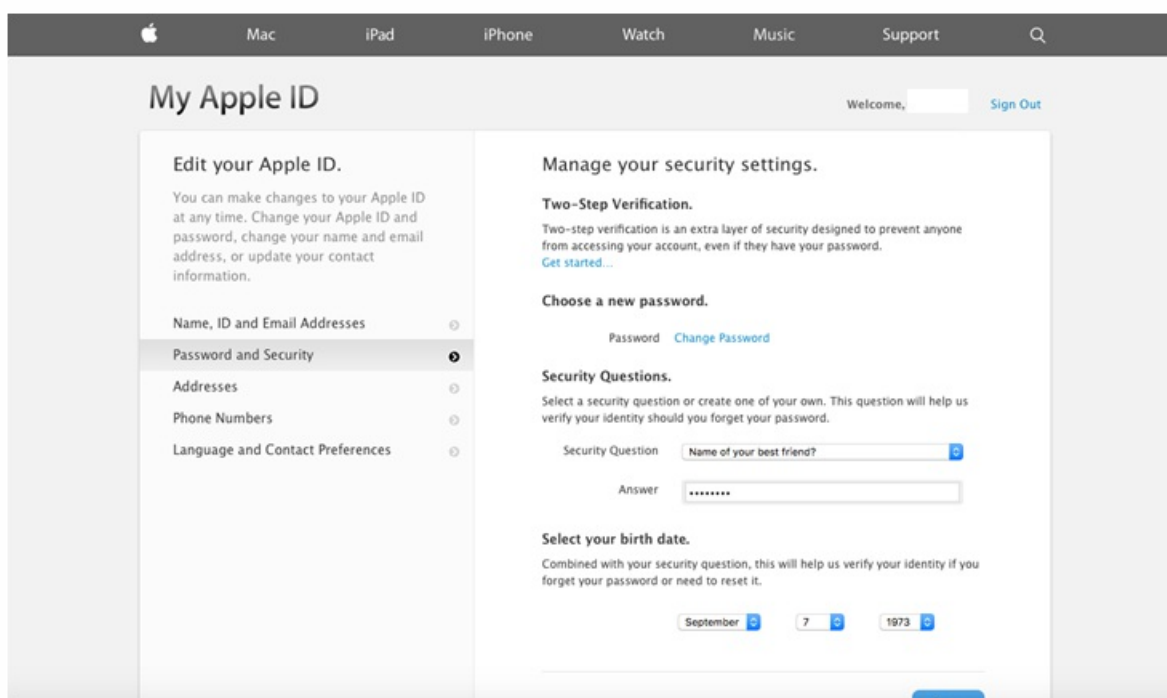 Mac iPad iPhone Watch Music Support
My Apple ID
Welcome, Sign Out
Edit your Apple ID.
You can make changes to your Apple ID
at any time. Change your Apple ID and
password, change your name and email
address, or update your contact
information.
Name, ID and Email Addresses
Password and Security
Addresses
Phone Numbers
Language and Contact Preferences
Manage your security settings.
Two-Step Verification.
Two-step verification is an extra layer of security designed to prevent anyone
from accessing your account, even if they have your password.
Get started...
Choose a new password.
Password Change Password
Security Questions.
Select a security question or create one of your own. This question will help us
verify your identity should you forget your password.
Security Question Name of your best friend?
Answer ••••••••
Select your birth date.
Combined with your security question, this will help us verify your identity if you
forget your password or need to reset it.
September 7 1973